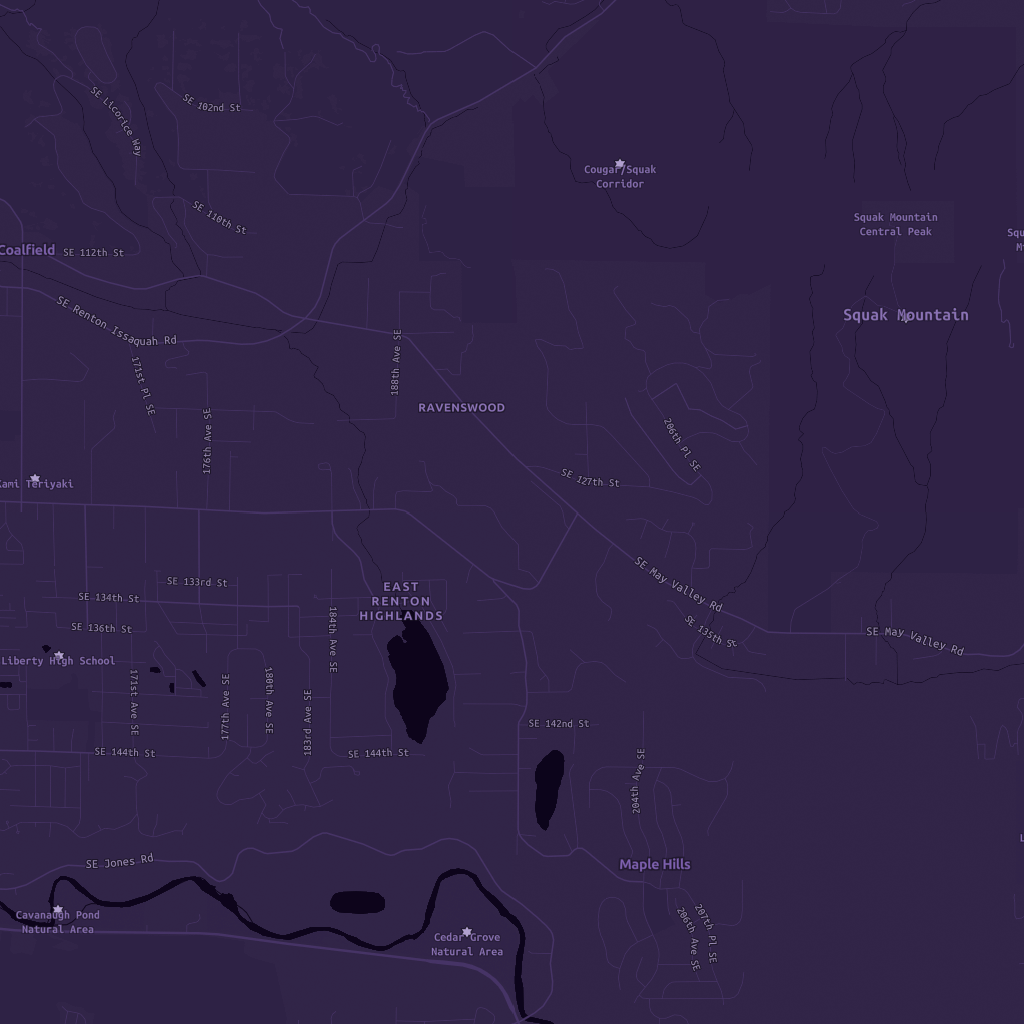 SE Licorice Way
SE 102nd St
Cougar/Squak
Corridor
SE 110th St
Squak Mountain
Central Peak
Coalfield
SE 112th St
SE Renton Issaquah Rd
Squak Mountain
188th Ave SE
171st Pl SE
RAVENSWOOD
176th Ave SE
206th Pl SE
Kami Teriyaki
SE 127th St
SE 133rd St
EAST
RENTON
HIGHLANDS
SE 134th St
SE May Valley Rd
SE 136th St
184th Ave SE
SE 135th St
SE May Valley Rd
Liberty High School
171st Ave SE
177th Ave SE
180th Ave SE
183rd Ave SE
SE 142nd St
SE 144th St
SE 144th St
204th Ave SE
SE Jones Rd
Maple Hills
Cavanaugh Pond
Natural Area
Cedar Grove
Natural Area
206th Ave SE
207th Pl SE